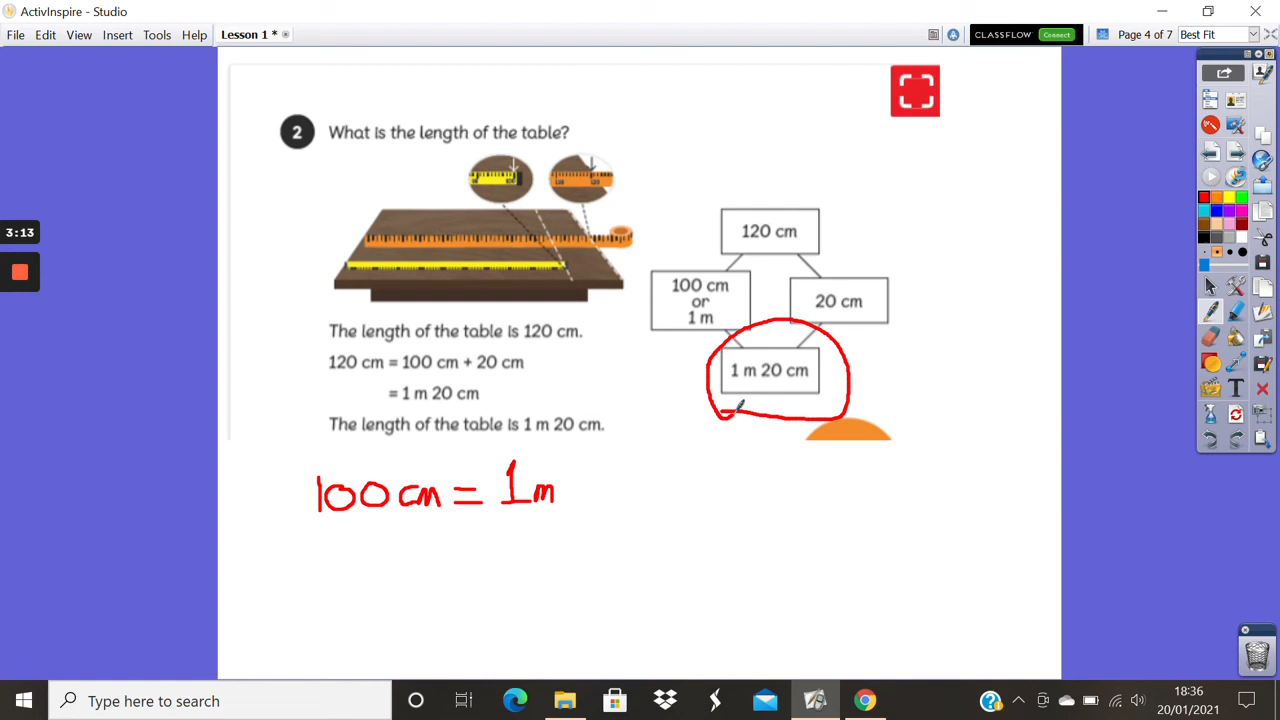 ActivInspire - Studio
File Edit View Insert Tools Help
Lesson 1 *
CLASSFLOW Connect
Page 4 of 7
Best Fit
3:13
2 What is the length of the table?
120 cm
100 cm
or
1 m
20 cm
1 m 20 cm
The length of the table is 120 cm.
120 cm = 100 cm + 20 cm
= 1 m 20 cm
The length of the table is 1 m 20 cm.
100 cm = 1 m
Type here to search
18:36
20/01/2021